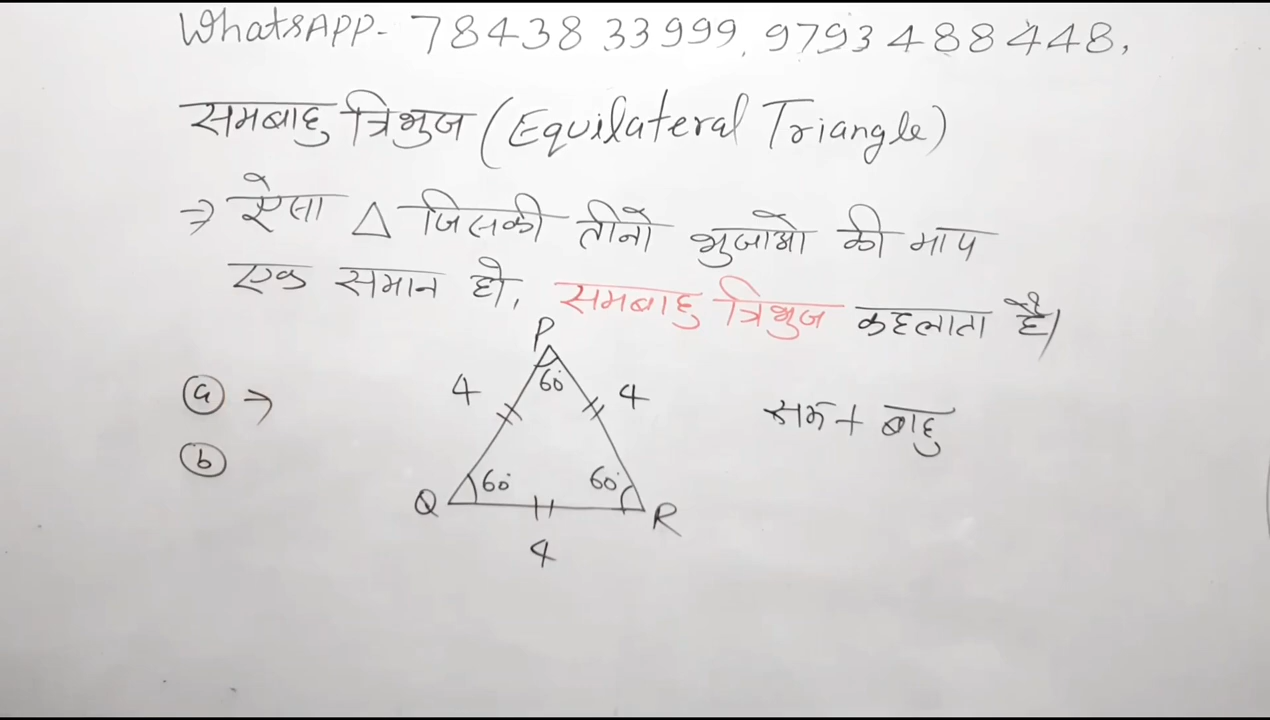 WhatsAPP- 7843833999, 9793488448,
समबाहु त्रिभुज (Equilateral Triangle)
⇒ ऐसा △ जिसकी तीनों भुजाओं की माप
एक समान हो, समबाहु त्रिभुज कहलाता है।
P
(a) → 4 60° 4 सम + बाहु
(b)
Q 60° 60° R
4